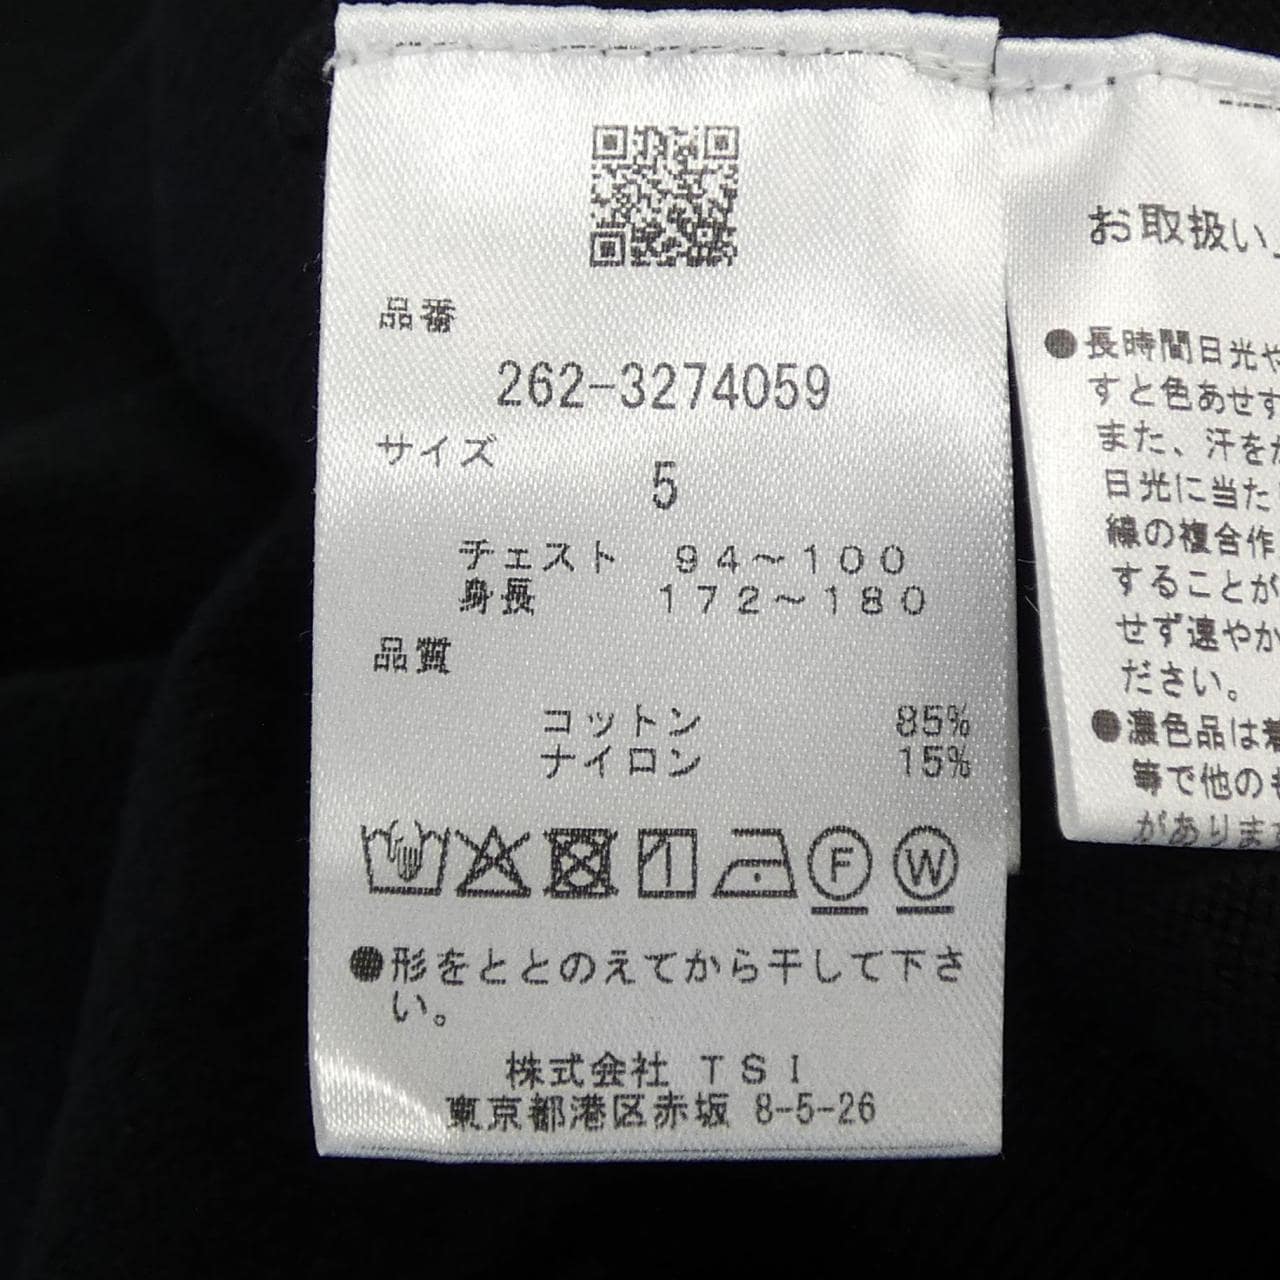 品番
262-3274059
サイズ
5
チェスト 94～100
身長 172～180
品質
コットン 85%
ナイロン 15%
F
W
●形をととのえてから干して下さ
い。
株式会社 TSI
東京都港区赤坂 8-5-26
お取扱い
●長時間日光や
すと色あせす
また、汗をか
日光に当た
線の複合作
することが
せず速やか
ださい。
●濃色品は着
等で他のも
がありま